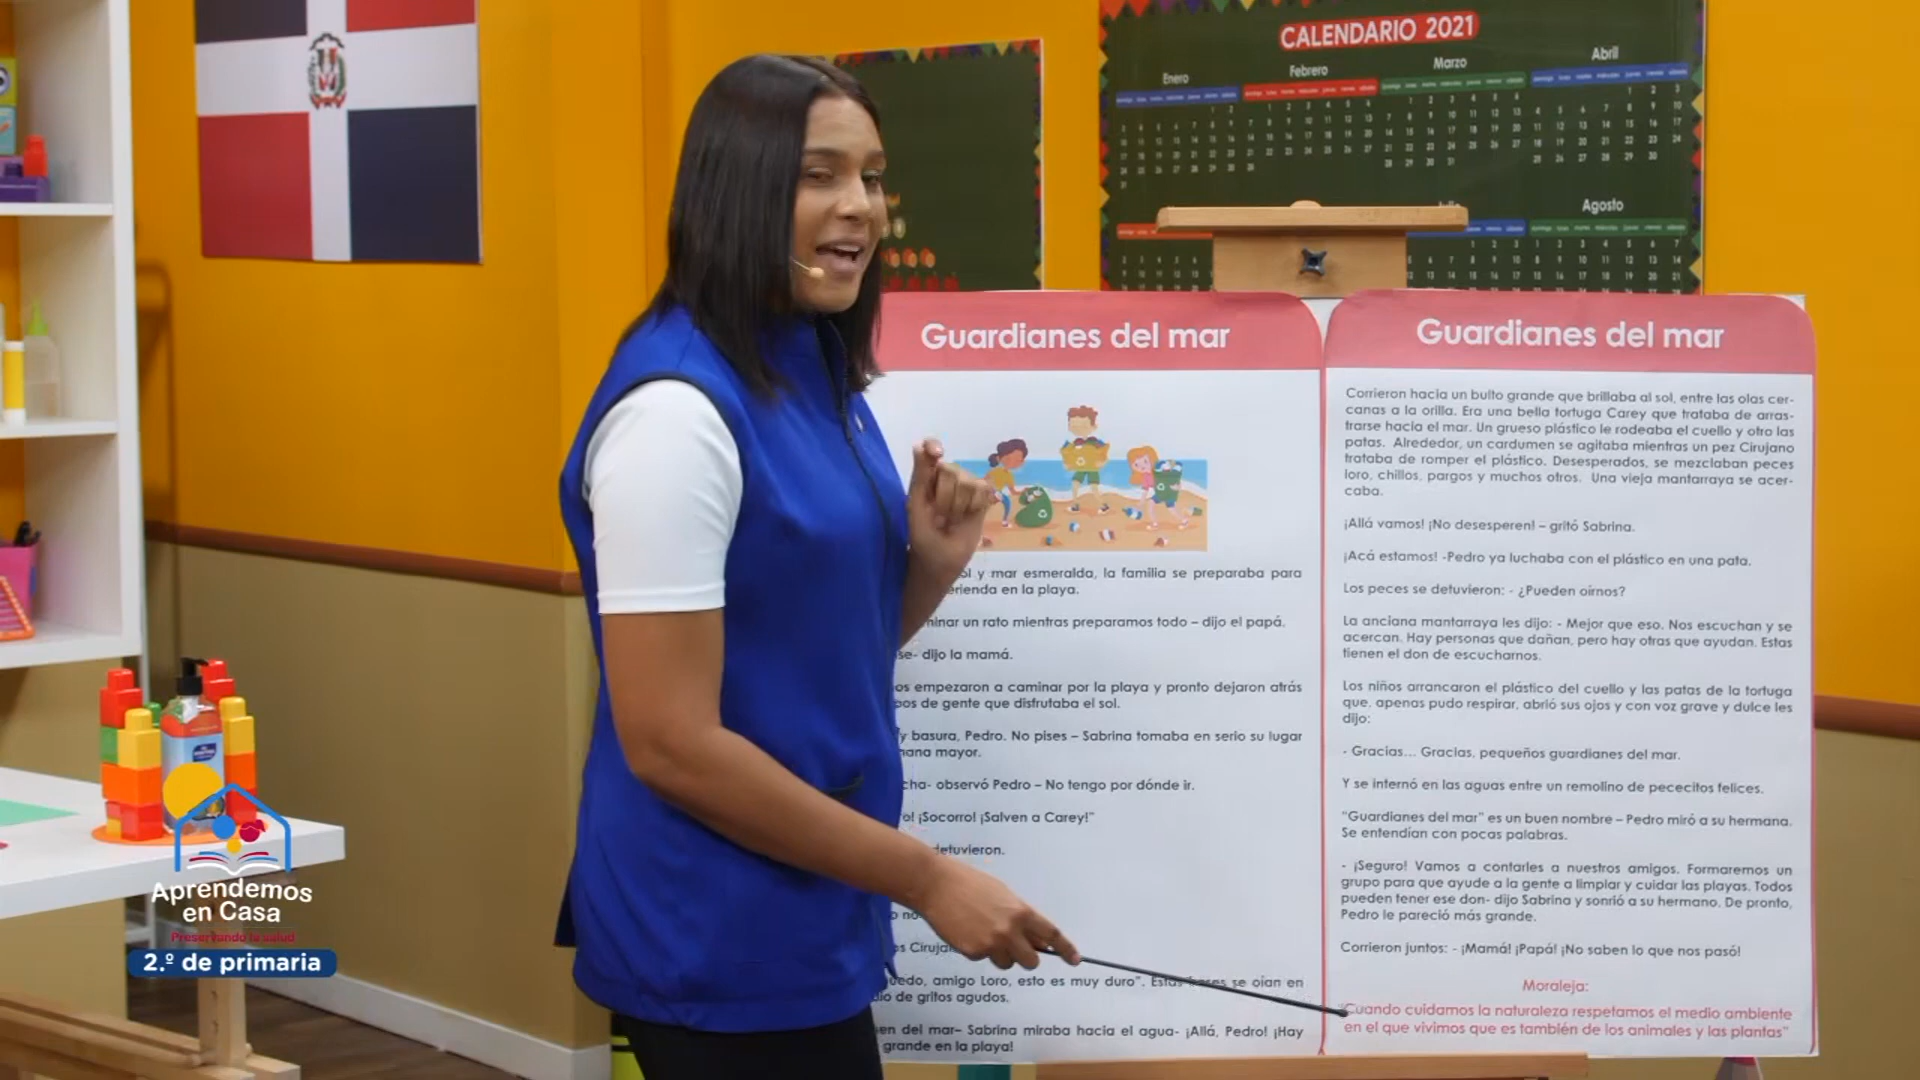 CALENDARIO 2021
Enero
Febrero
Marzo
Abril
Agosto
Guardianes del mar
y mar esmeralda, la familia se preparaba para
en la playa.
un rato mientras preparamos todo – dijo el papá.
dijo la mamá.
empezaron a caminar por la playa y pronto dejaron atrás
de gente que disfrutaba el sol.
y basura, Pedro. No pises – Sabrina tomaba en serio su lugar
mayor.
observó Pedro – No tengo por dónde ir.
¡Socorro! ¡Salven a Carey!"
detuvieron.
no
amigo Loro, esto es muy duro". Estas se oían en
de gritos agudos.
del mar– Sabrina miraba hacia el agua- ¡Allá, Pedro! ¡Hay
grande en la playa!
Guardianes del mar
Corrieron hacia un bulto grande que brillaba al sol, entre las olas cer-
canas a la orilla. Era una bella tortuga Carey que trataba de arras-
trarse hacia el mar. Un grueso plástico le rodeaba el cuello y otro las
patas. Alrededor, un cardumen se agitaba mientras un pez Cirujano
trataba de romper el plástico. Desesperados, se mezclaban peces
loro, chillos, pargos y muchos otros. Una vieja mantarraya se acer-
caba.
¡Allá vamos! ¡No desesperen! – gritó Sabrina.
¡Acá estamos! -Pedro ya luchaba con el plástico en una pata.
Los peces se detuvieron: - ¿Pueden oírnos?
La anciana mantarraya les dijo: - Mejor que eso. Nos escuchan y se
acercan. Hay personas que dañan, pero hay otras que ayudan. Estas
tienen el don de escucharnos.
Los niños arrancaron el plástico del cuello y las patas de la tortuga
que, apenas pudo respirar, abrió sus ojos y con voz grave y dulce les
dijo:
- Gracias... Gracias, pequeños guardianes del mar.
Y se internó en las aguas entre un remolino de pececitos felices.
"Guardianes del mar" es un buen nombre – Pedro miró a su hermana.
Se entendían con pocas palabras.
- ¡Seguro! Vamos a contarles a nuestros amigos. Formaremos un
grupo para que ayude a la gente a limpiar y cuidar las playas. Todos
pueden tener ese don- dijo Sabrina y sonrió a su hermano. De pronto,
Pedro le pareció más grande.
Corrieron juntos: - ¡Mamá! ¡Papá! ¡No saben lo que nos pasó!
Moraleja:
Cuando cuidamos la naturaleza respetamos el medio ambiente
en el que vivimos que es también de los animales y las plantas"
Aprendemos
en Casa
Preservando la salud
2.º de primaria